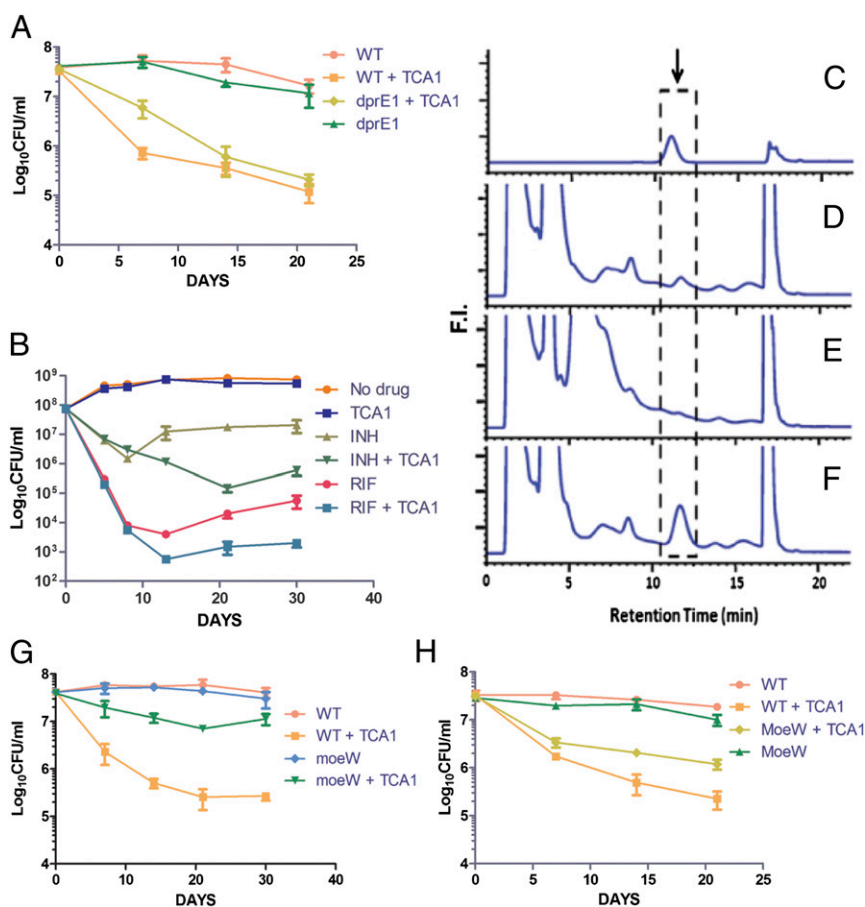 A
Log10CFU/ml
8
7
6
5
4
0 5 10 15 20 25
DAYS
WT
WT + TCA1
dprE1 + TCA1
dprE1
B
Log10CFU/ml
10⁹
10⁸
10⁷
10⁶
10⁵
10⁴
10³
10²
0 10 20 30 40
DAYS
No drug
TCA1
INH
INH + TCA1
RIF
RIF + TCA1
C
D
E
F
F.I.
0 5 10 15 20
Retention Time (min)
G
Log10CFU/ml
8
7
6
5
4
0 10 20 30 40
DAYS
WT
WT + TCA1
moeW
moeW + TCA1
H
Log10CFU/ml
8
7
6
5
4
0 5 10 15 20 25
DAYS
WT
WT + TCA1
MoeW + TCA1
MoeW